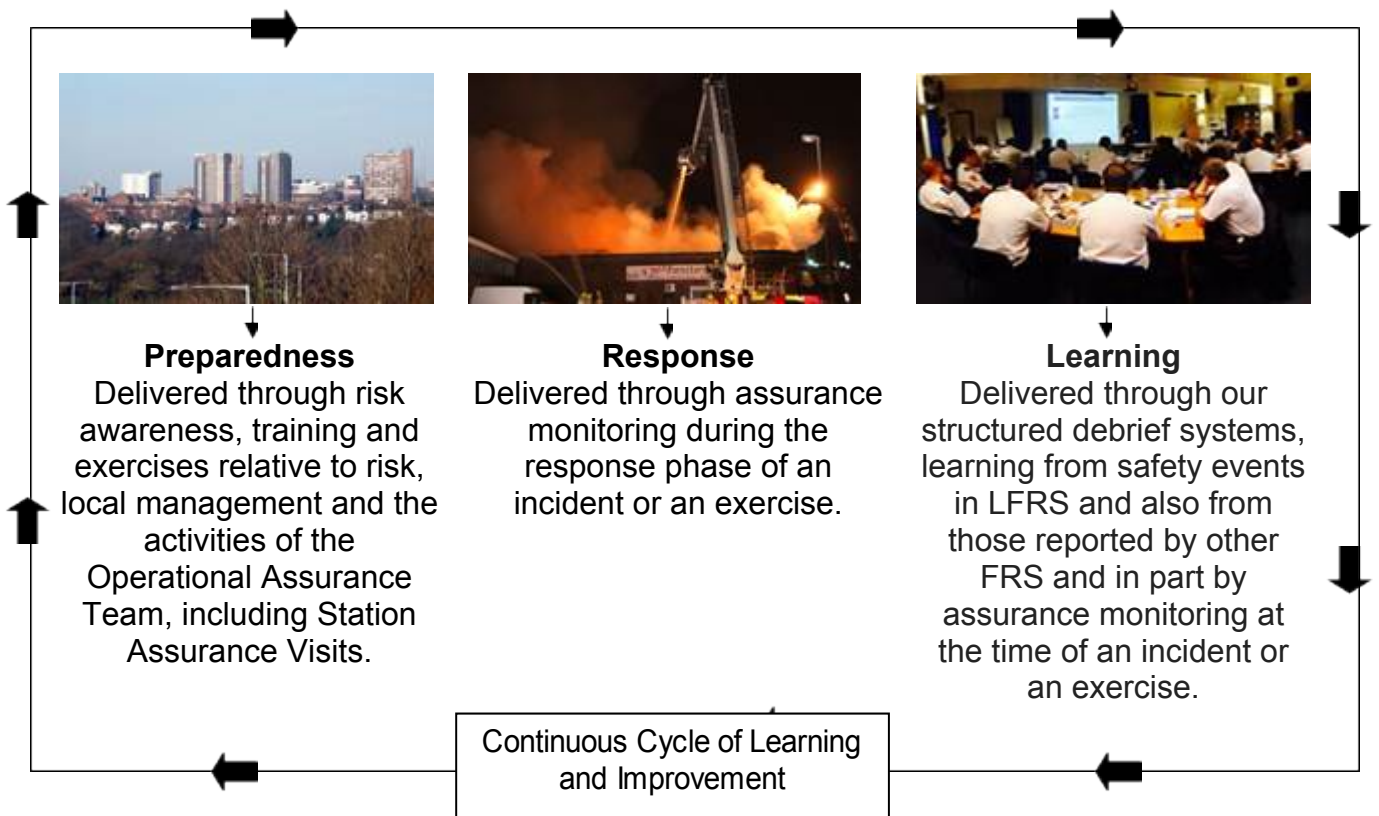 Preparedness
Delivered through risk
awareness, training and
exercises relative to risk,
local management and the
activities of the
Operational Assurance
Team, including Station
Assurance Visits.
Response
Delivered through assurance
monitoring during the
response phase of an
incident or an exercise.
Learning
Delivered through our
structured debrief systems,
learning from safety events
in LFRS and also from
those reported by other
FRS and in part by
assurance monitoring at
the time of an incident or
an exercise.
Continuous Cycle of Learning
and Improvement